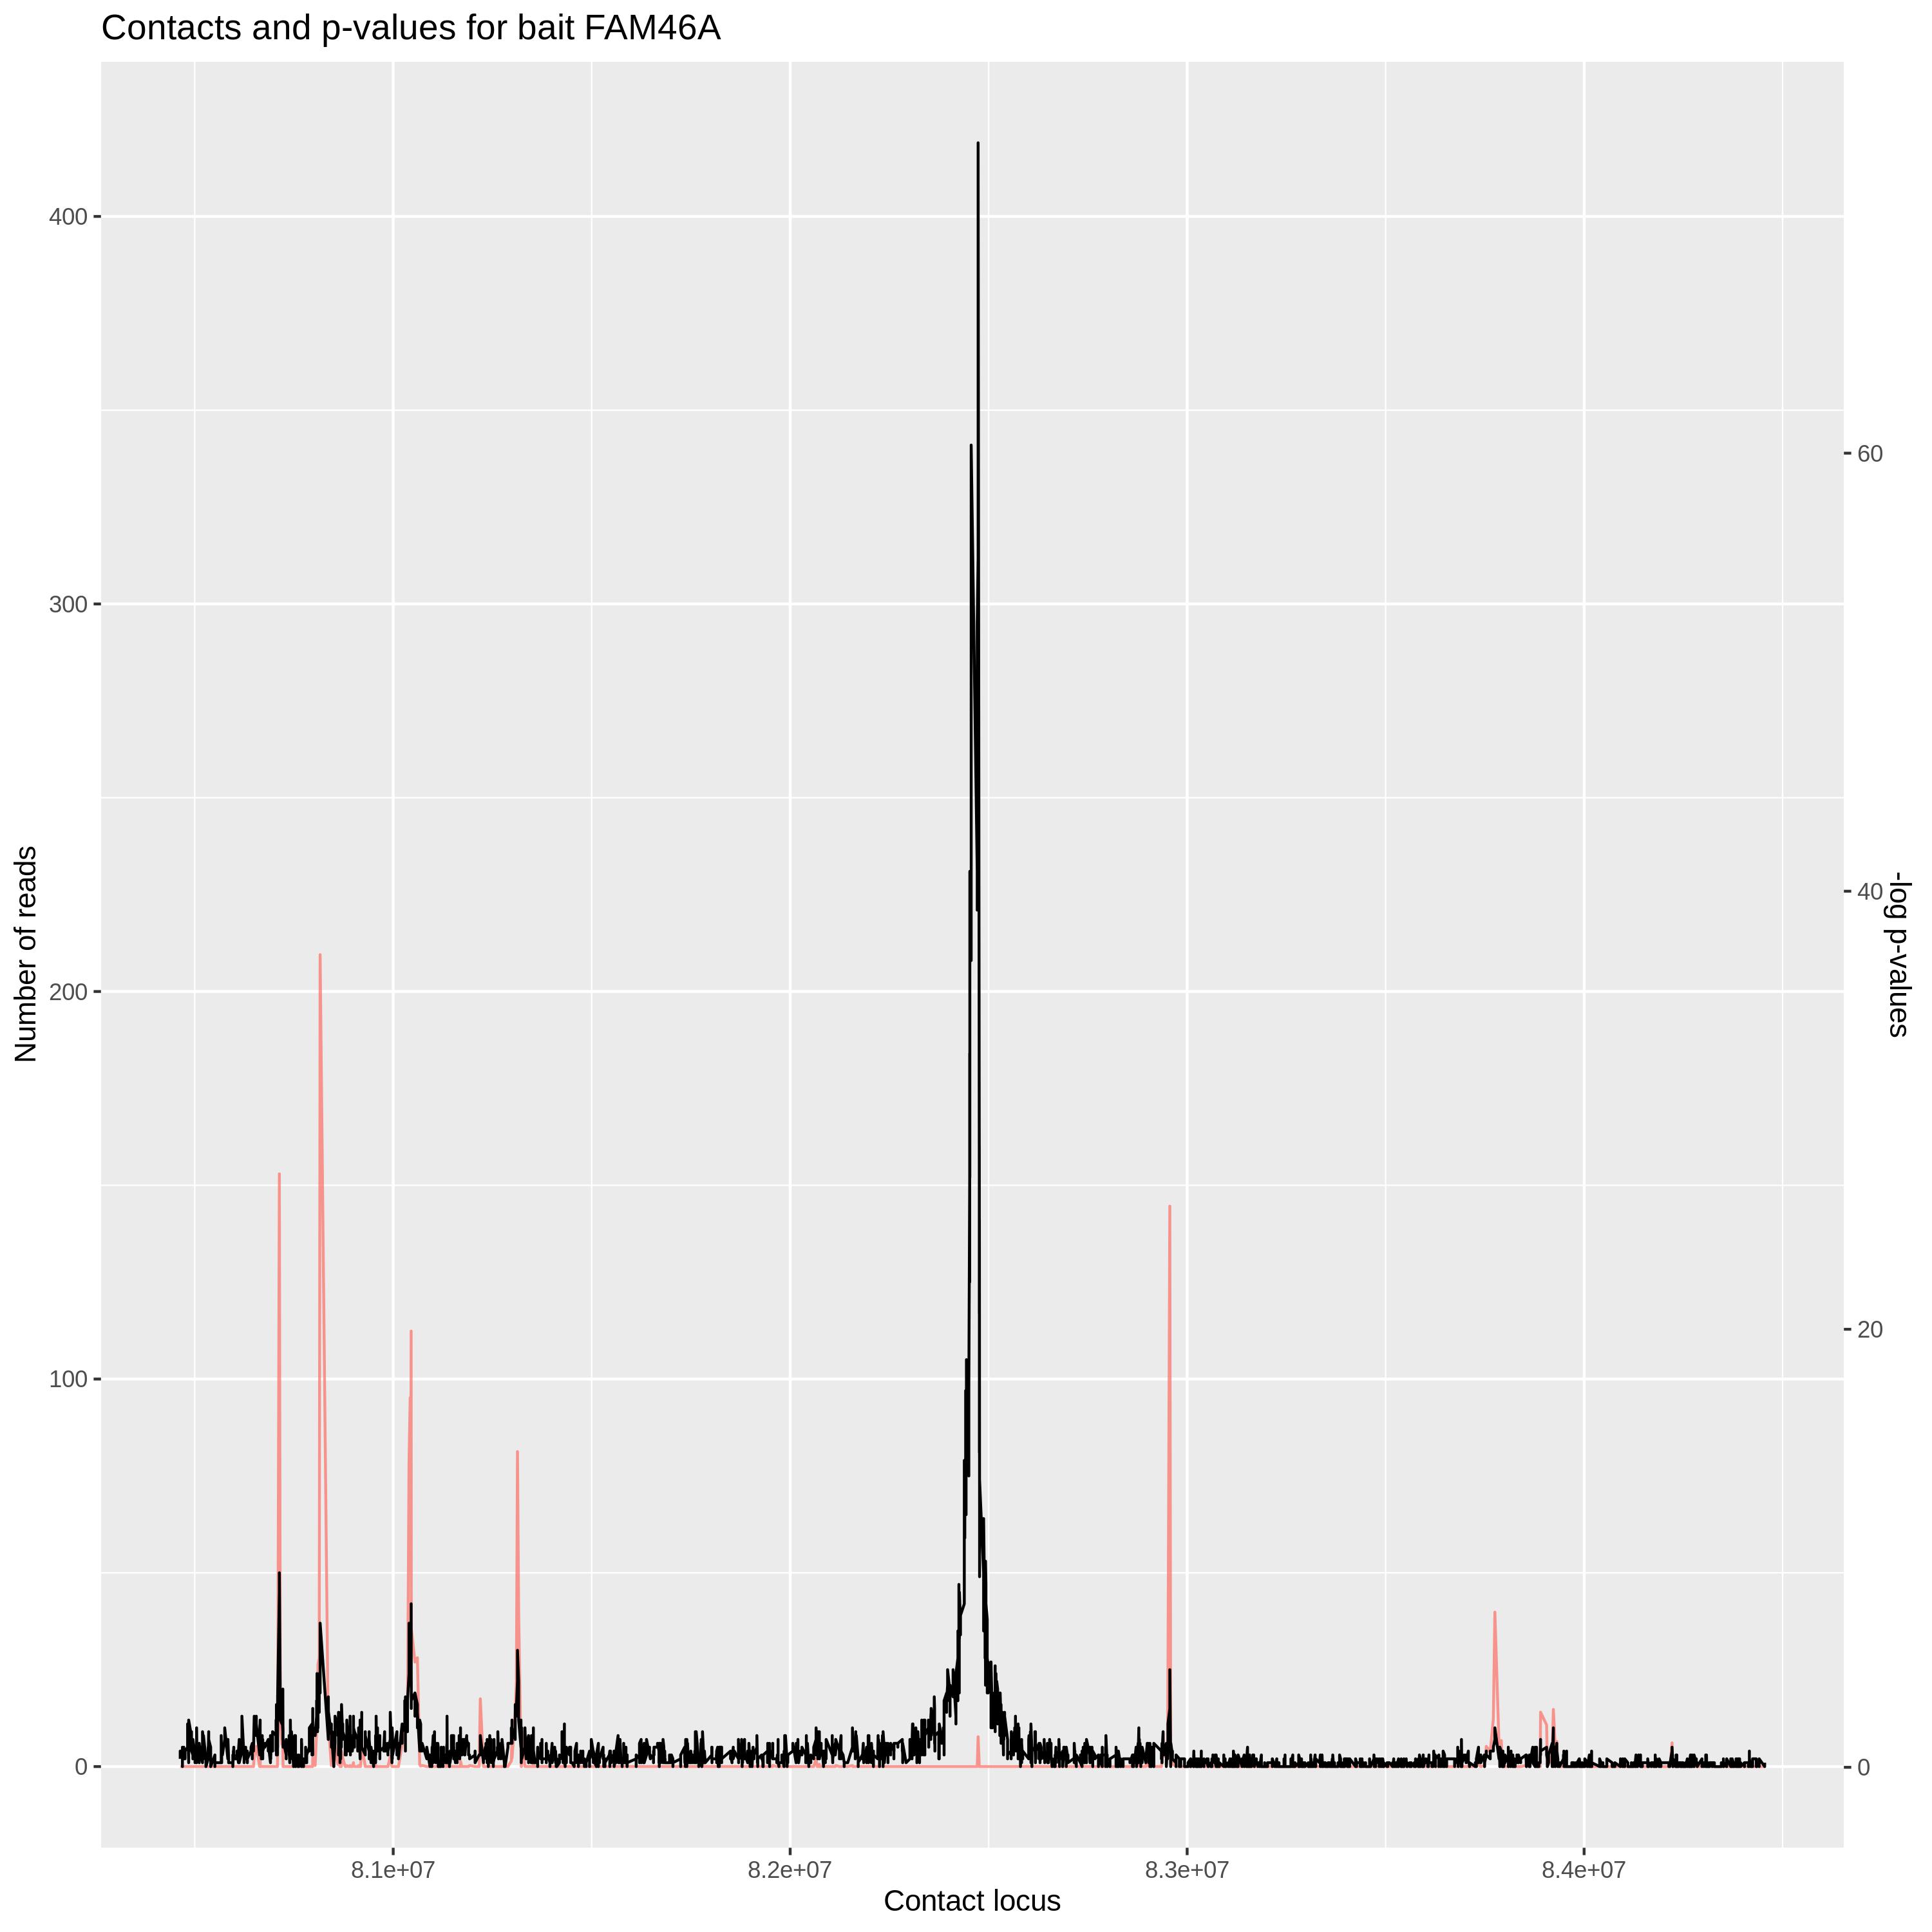 Contacts and p-values for bait FAM46A
400
300
200
100
0
Number of reads
60
40
20
0
-log p-values
8.1e+07 8.2e+07 8.3e+07 8.4e+07
Contact locus